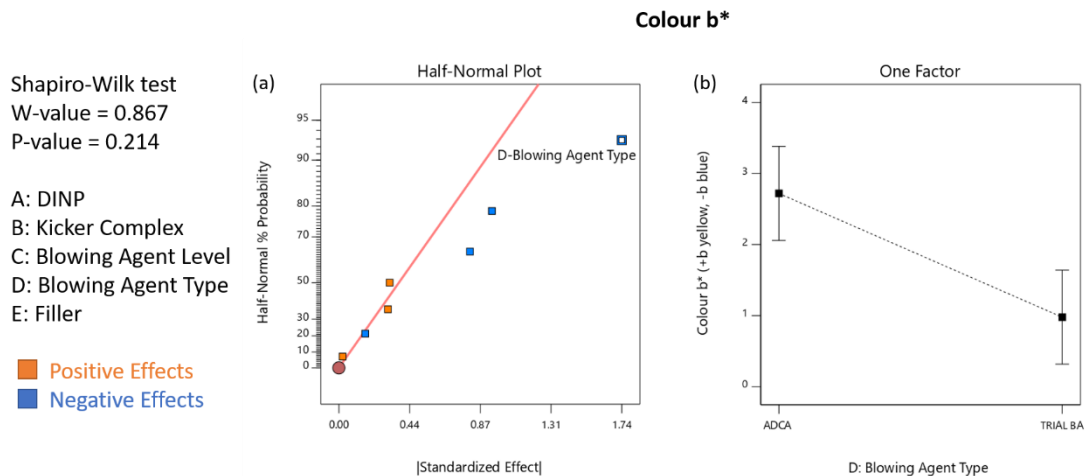 Colour b*
Shapiro-Wilk test
W-value = 0.867
P-value = 0.214
A: DINP
B: Kicker Complex
C: Blowing Agent Level
D: Blowing Agent Type
E: Filler
Positive Effects
Negative Effects
(a)
Half-Normal Plot
Half-Normal % Probability
95
90
80
70
50
30
20
10
0
D-Blowing Agent Type
0.00 0.44 0.87 1.31 1.74
|Standardized Effect|
(b)
One Factor
Colour b* (+b yellow, -b blue)
4
3
2
1
0
ADCA TRIAL BA
D: Blowing Agent Type